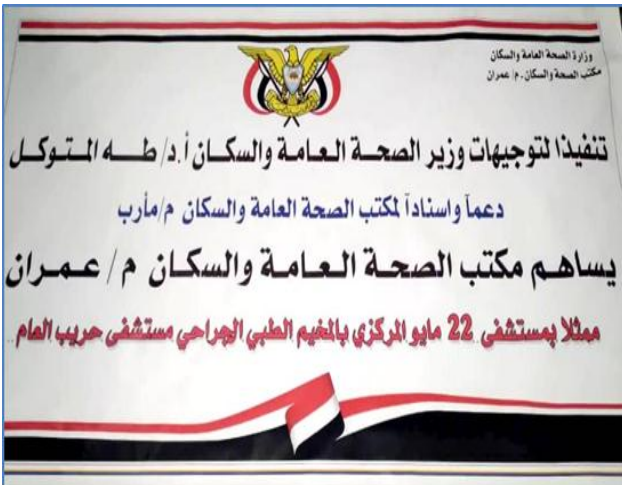 وزارة الصحة العامة والسكان
مكتب الصحة والسكان . م/ عمران
تنفيذا لتوجيهات وزير الصحة العامة والسكان أ.د/ طه المتوكل
دعماً واسناداً لمكتب الصحة العامة والسكان م/مأرب
يساهم مكتب الصحة العامة والسكان م/ عمران
ممثلا بمستشفى 22 مايو المركزي بالمخيم الطبي الجراحي مستشفى حريب العام